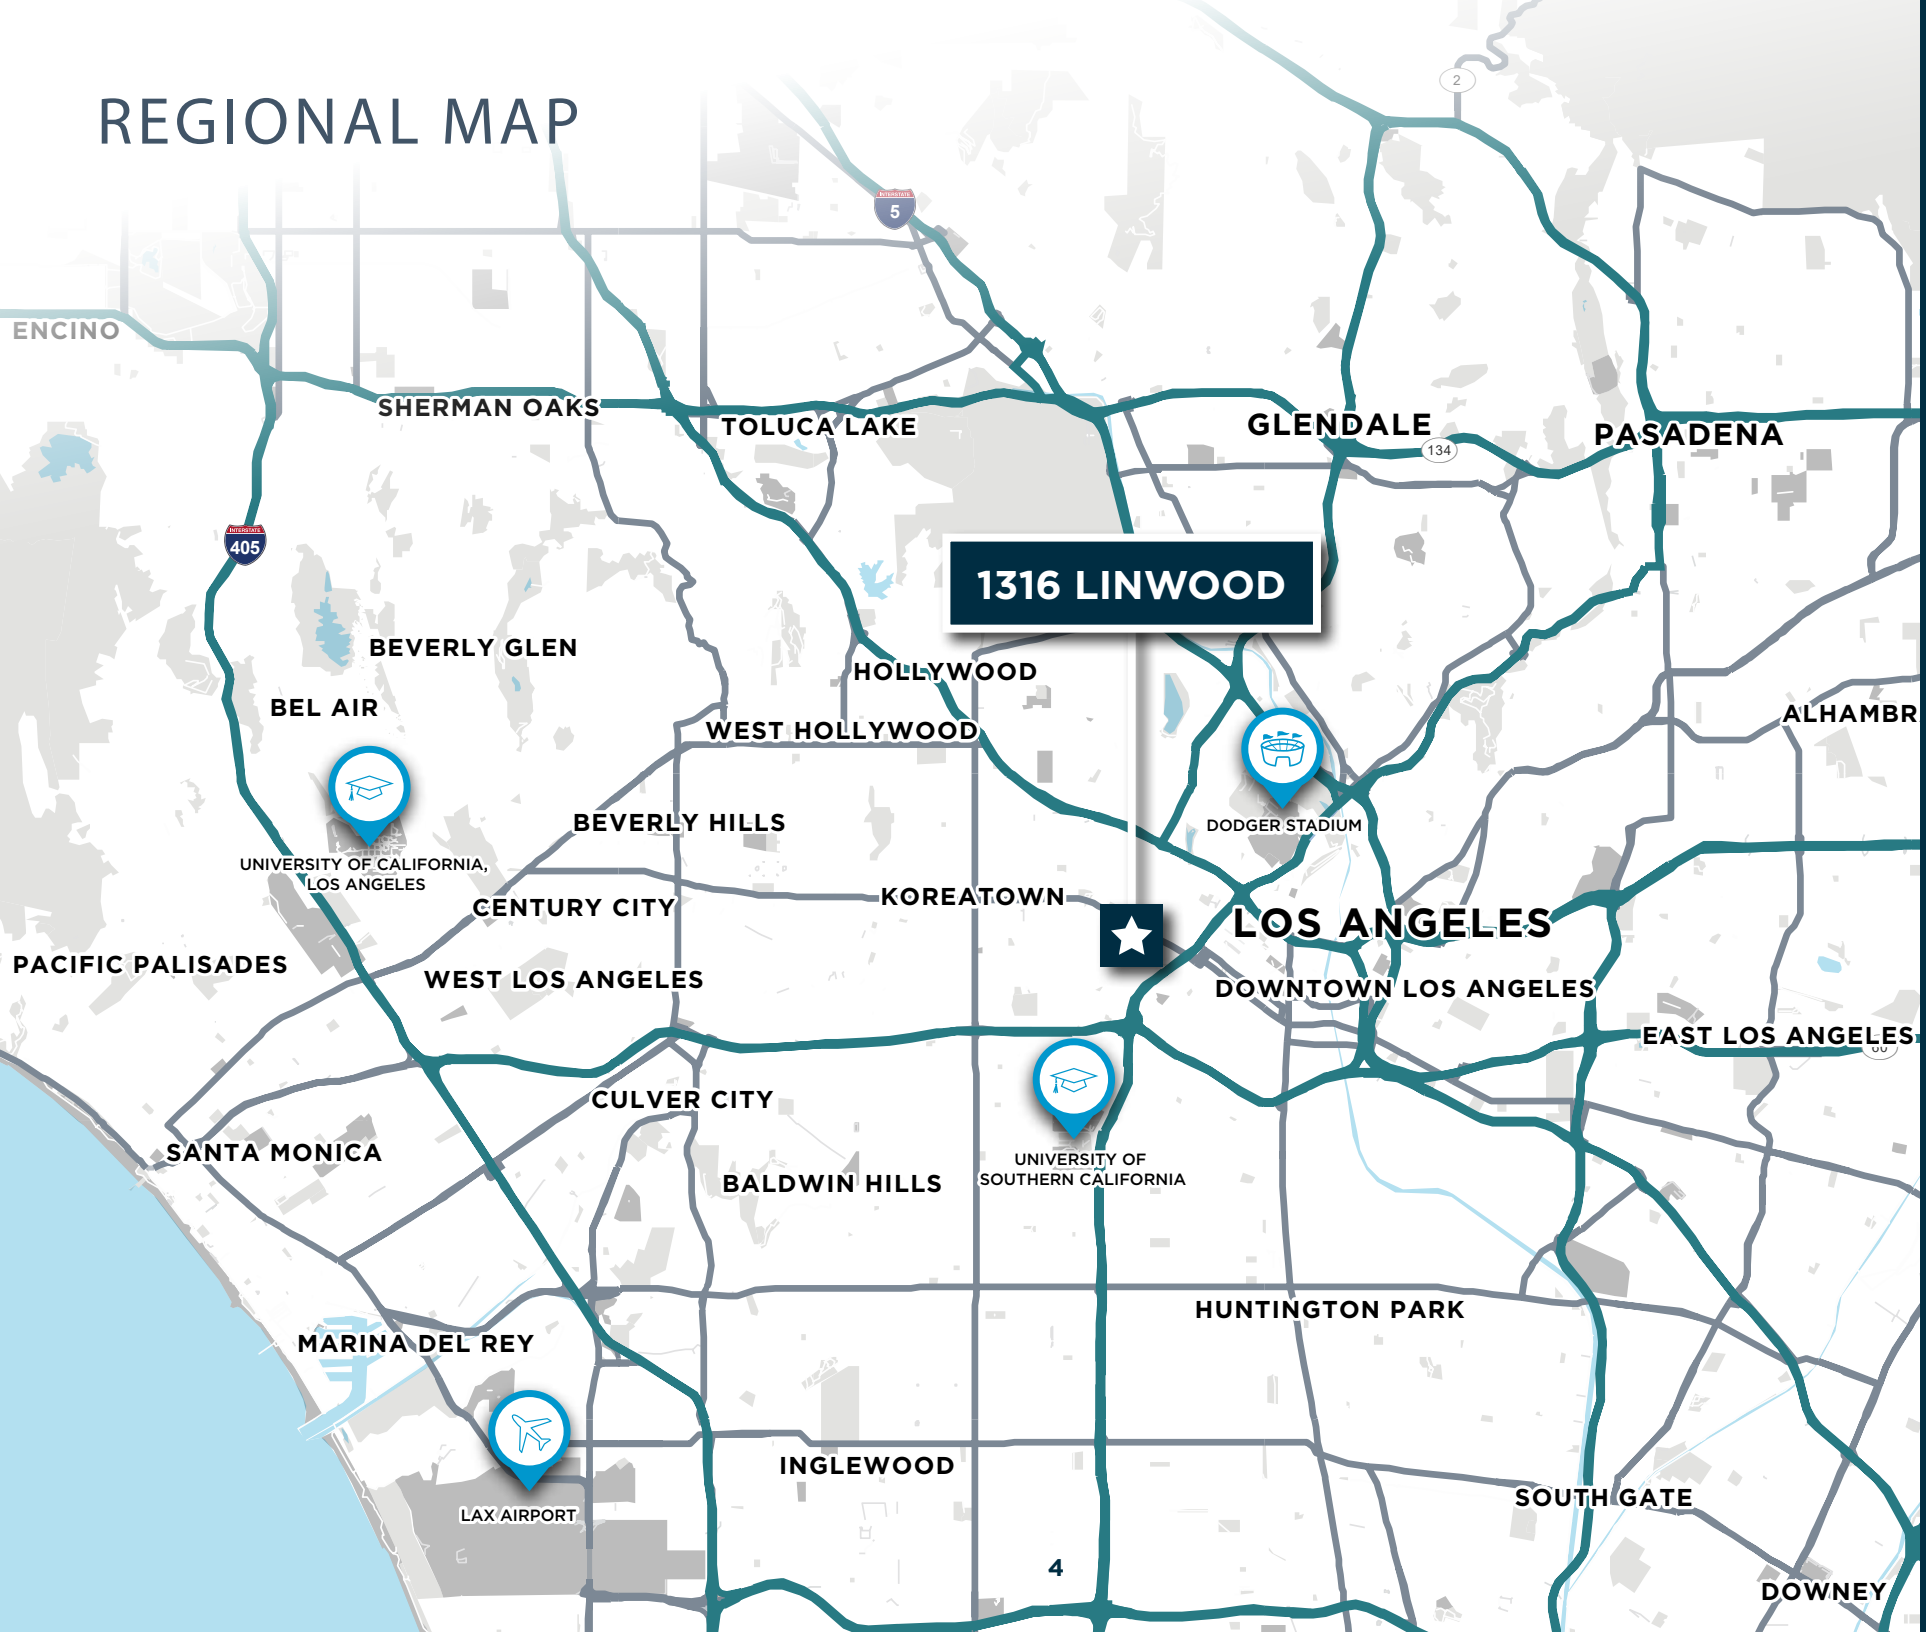 REGIONAL MAP
2
INTERSTATE
5
ENCINO
SHERMAN OAKS
TOLUCA LAKE
GLENDALE
PASADENA
134
INTERSTATE
405
1316 LINWOOD
BEVERLY GLEN
HOLLYWOOD
BEL AIR
WEST HOLLYWOOD
ALHAMBR
BEVERLY HILLS
DODGER STADIUM
UNIVERSITY OF CALIFORNIA,
LOS ANGELES
KOREATOWN
CENTURY CITY
LOS ANGELES
PACIFIC PALISADES
WEST LOS ANGELES
DOWNTOWN LOS ANGELES
EAST LOS ANGELES
60
CULVER CITY
SANTA MONICA
UNIVERSITY OF
SOUTHERN CALIFORNIA
BALDWIN HILLS
HUNTINGTON PARK
MARINA DEL REY
INGLEWOOD
SOUTH GATE
LAX AIRPORT
4
DOWNEY